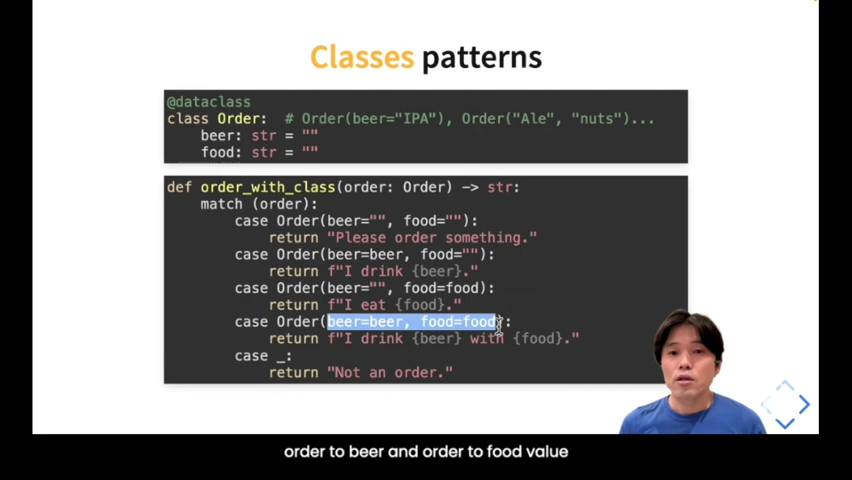 Classes patterns
@dataclass
class Order:  # Order(beer="IPA"), Order("Ale", "nuts")...
    beer: str = ""
    food: str = ""
def order_with_class(order: Order) -> str:
    match (order):
        case Order(beer="", food=""):
            return "Please order something."
        case Order(beer=beer, food=""):
            return f"I drink {beer}."
        case Order(beer="", food=food):
            return f"I eat {food}."
        case Order(beer=beer, food=food):
            return f"I drink {beer} with {food}."
        case _:
            return "Not an order."
order to beer and order to food value